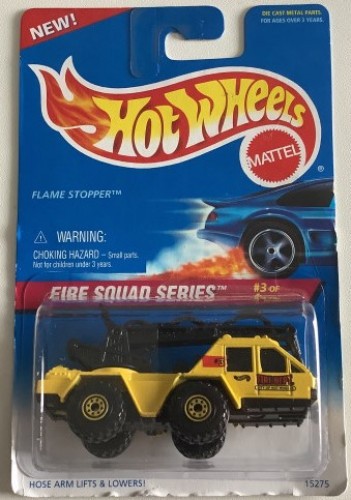 NEW!
DIE CAST METAL PARTS
FOR AGES OVER 3 YEARS.
HOT WHEELS
MATTEL
FLAME STOPPER™
WARNING:
CHOKING HAZARD – Small parts.
Not for children under 3 years.
FIRE SQUAD SERIES™
#3 OF
HOSE ARM LIFTS & LOWERS!
15275